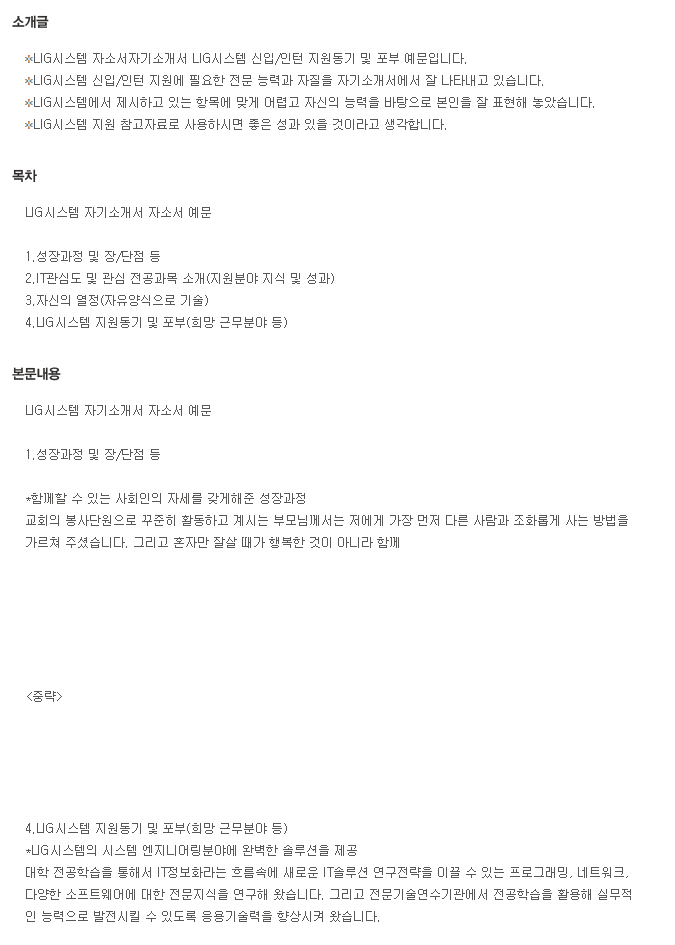 소개글
※LIG시스템 자소서자기소개서 LIG시스템 신입/인턴 지원동기 및 포부 예문입니다.
※LIG시스템 신입/인턴 지원에 필요한 전문 능력과 자질을 자기소개서에서 잘 나타내고 있습니다.
※LIG시스템에서 제시하고 있는 항목에 맞게 어렵고 자신의 능력을 바탕으로 본인을 잘 표현해 놓았습니다.
※LIG시스템 지원 참고자료로 사용하시면 좋은 성과 있을 것이라고 생각합니다.
목차
LIG시스템 자기소개서 자소서 예문
1.성장과정 및 장/단점 등
2.IT관심도 및 관심 전공과목 소개(지원분야 지식 및 성과)
3.자신의 열정(자유양식으로 기술)
4.LIG시스템 지원동기 및 포부(희망 근무분야 등)
본문내용
LIG시스템 자기소개서 자소서 예문
1.성장과정 및 장/단점 등
*함께할 수 있는 사회인의 자세를 갖게해준 성장과정
교회의 봉사단원으로 꾸준히 활동하고 계시는 부모님께서는 저에게 가장 먼저 다른 사람과 조화롭게 사는 방법을
가르쳐 주셨습니다. 그리고 혼자만 잘살 때가 행복한 것이 아니라 함께
<중략>
4.LIG시스템 지원동기 및 포부(희망 근무분야 등)
*LIG시스템의 시스템 엔지니어링분야에 완벽한 솔루션을 제공
대학 전공학습을 통해서 IT정보화라는 흐름속에 새로운 IT솔루션 연구전략을 이끌 수 있는 프로그래밍, 네트워크,
다양한 소프트웨어에 대한 전문지식을 연구해 왔습니다. 그리고 전문기술연수기관에서 전공학습을 활용해 실무적
인 능력으로 발전시킬 수 있도록 응용기술력을 향상시켜 왔습니다.